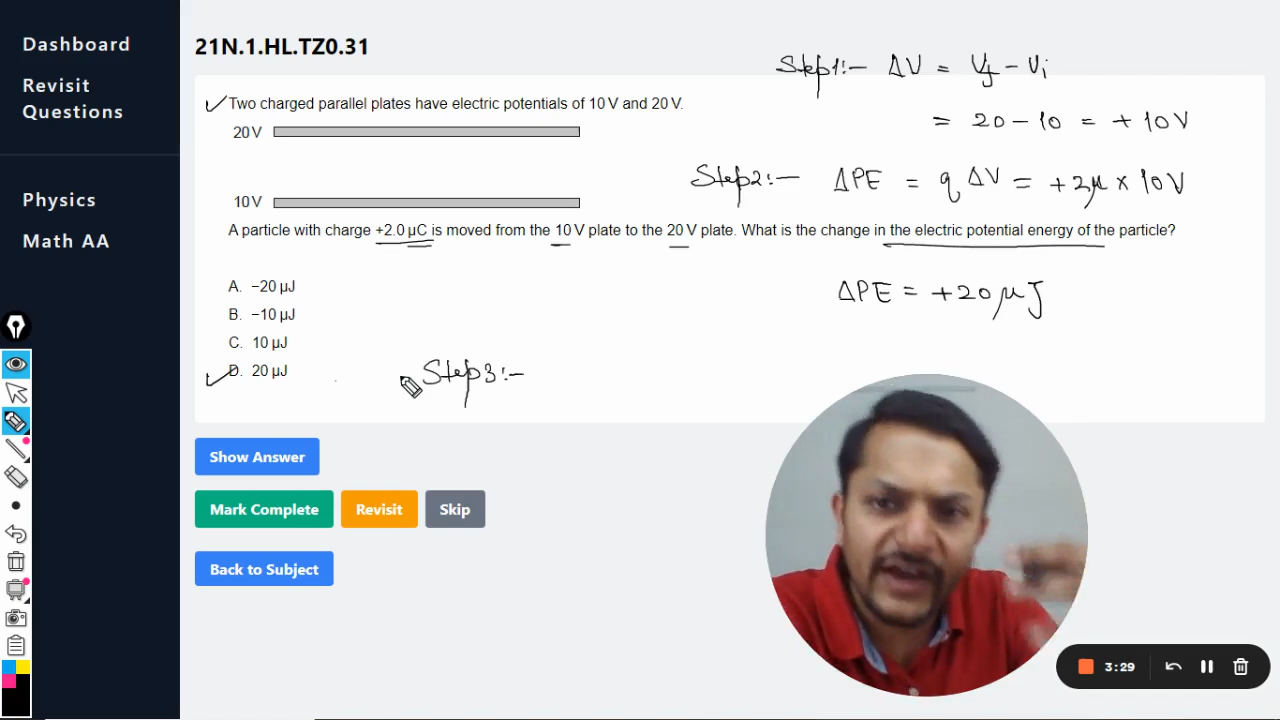 Dashboard
Revisit
Questions
Physics
Math AA
21N.1.HL.TZ0.31
Two charged parallel plates have electric potentials of 10 V and 20 V.
20 V
10 V
A particle with charge +2.0 µC is moved from the 10 V plate to the 20 V plate. What is the change in the electric potential energy of the particle?
A. −20 µJ
B. −10 µJ
C. 10 µJ
D. 20 µJ
Step1:- ΔV = Vf - Vi
= 20 - 10 = + 10V
Step2:- ΔPE = q ΔV = +2µ × 10V
ΔPE = +20 µJ
Step3:-
Show Answer
Mark Complete
Revisit
Skip
Back to Subject
3:29